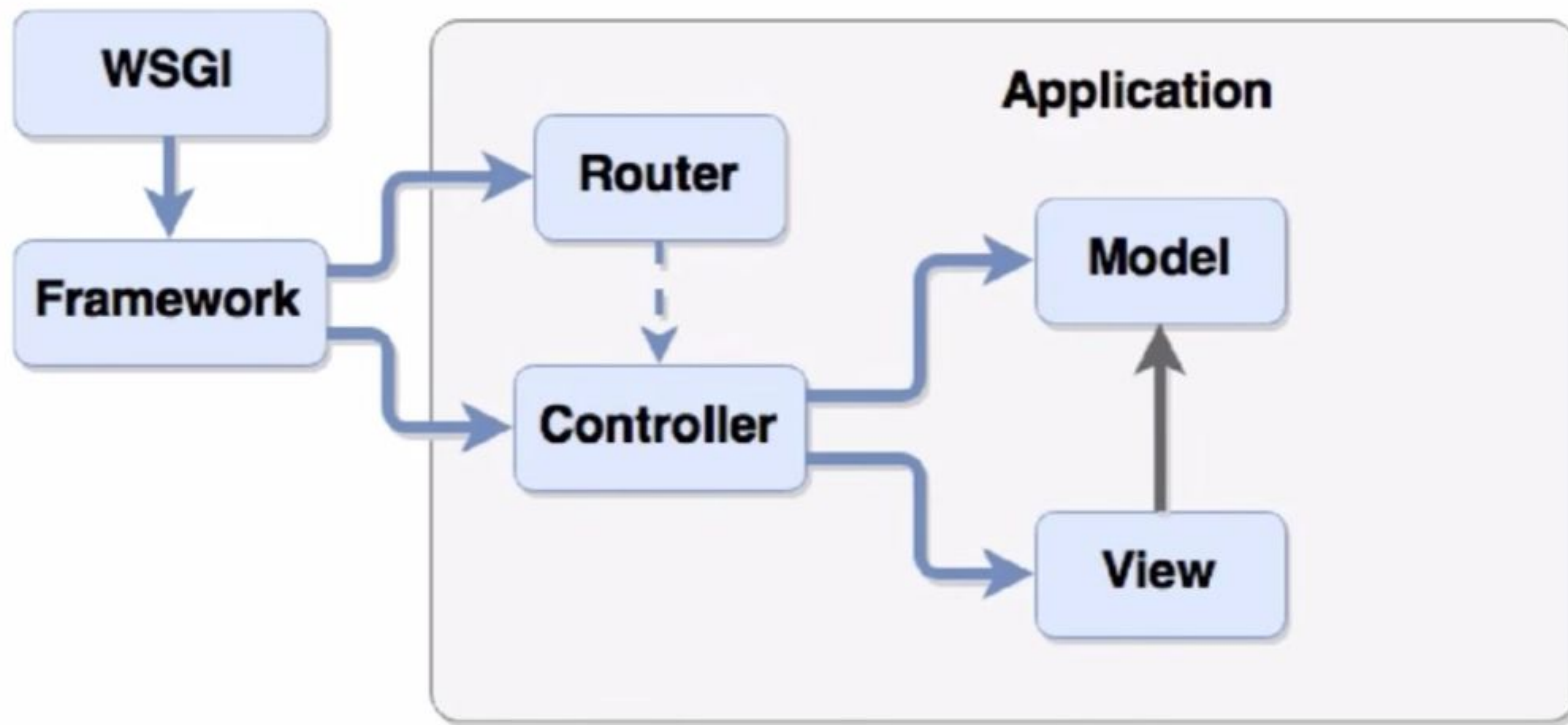 WSGI
Application
Router
Framework
Model
Controller
View